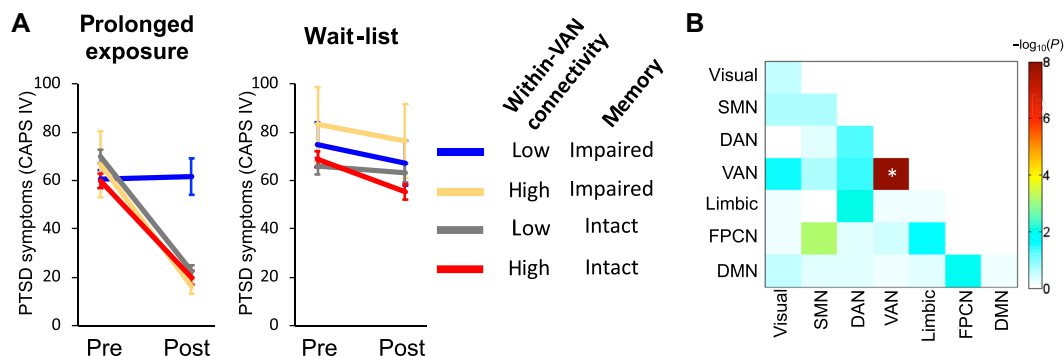 A
Prolonged
exposure
PTSD symptoms (CAPS IV)
100
80
60
40
20
0
Pre Post
Wait-list
PTSD symptoms (CAPS IV)
100
80
60
40
20
0
Pre Post
Within-VAN
connectivity
Memory
Low Impaired
High Impaired
Low Intact
High Intact
B
−log₁₀(P)
Visual
SMN
DAN
VAN
Limbic
FPCN
DMN
*
Visual
SMN
DAN
VAN
Limbic
FPCN
DMN
8
6
4
2
0